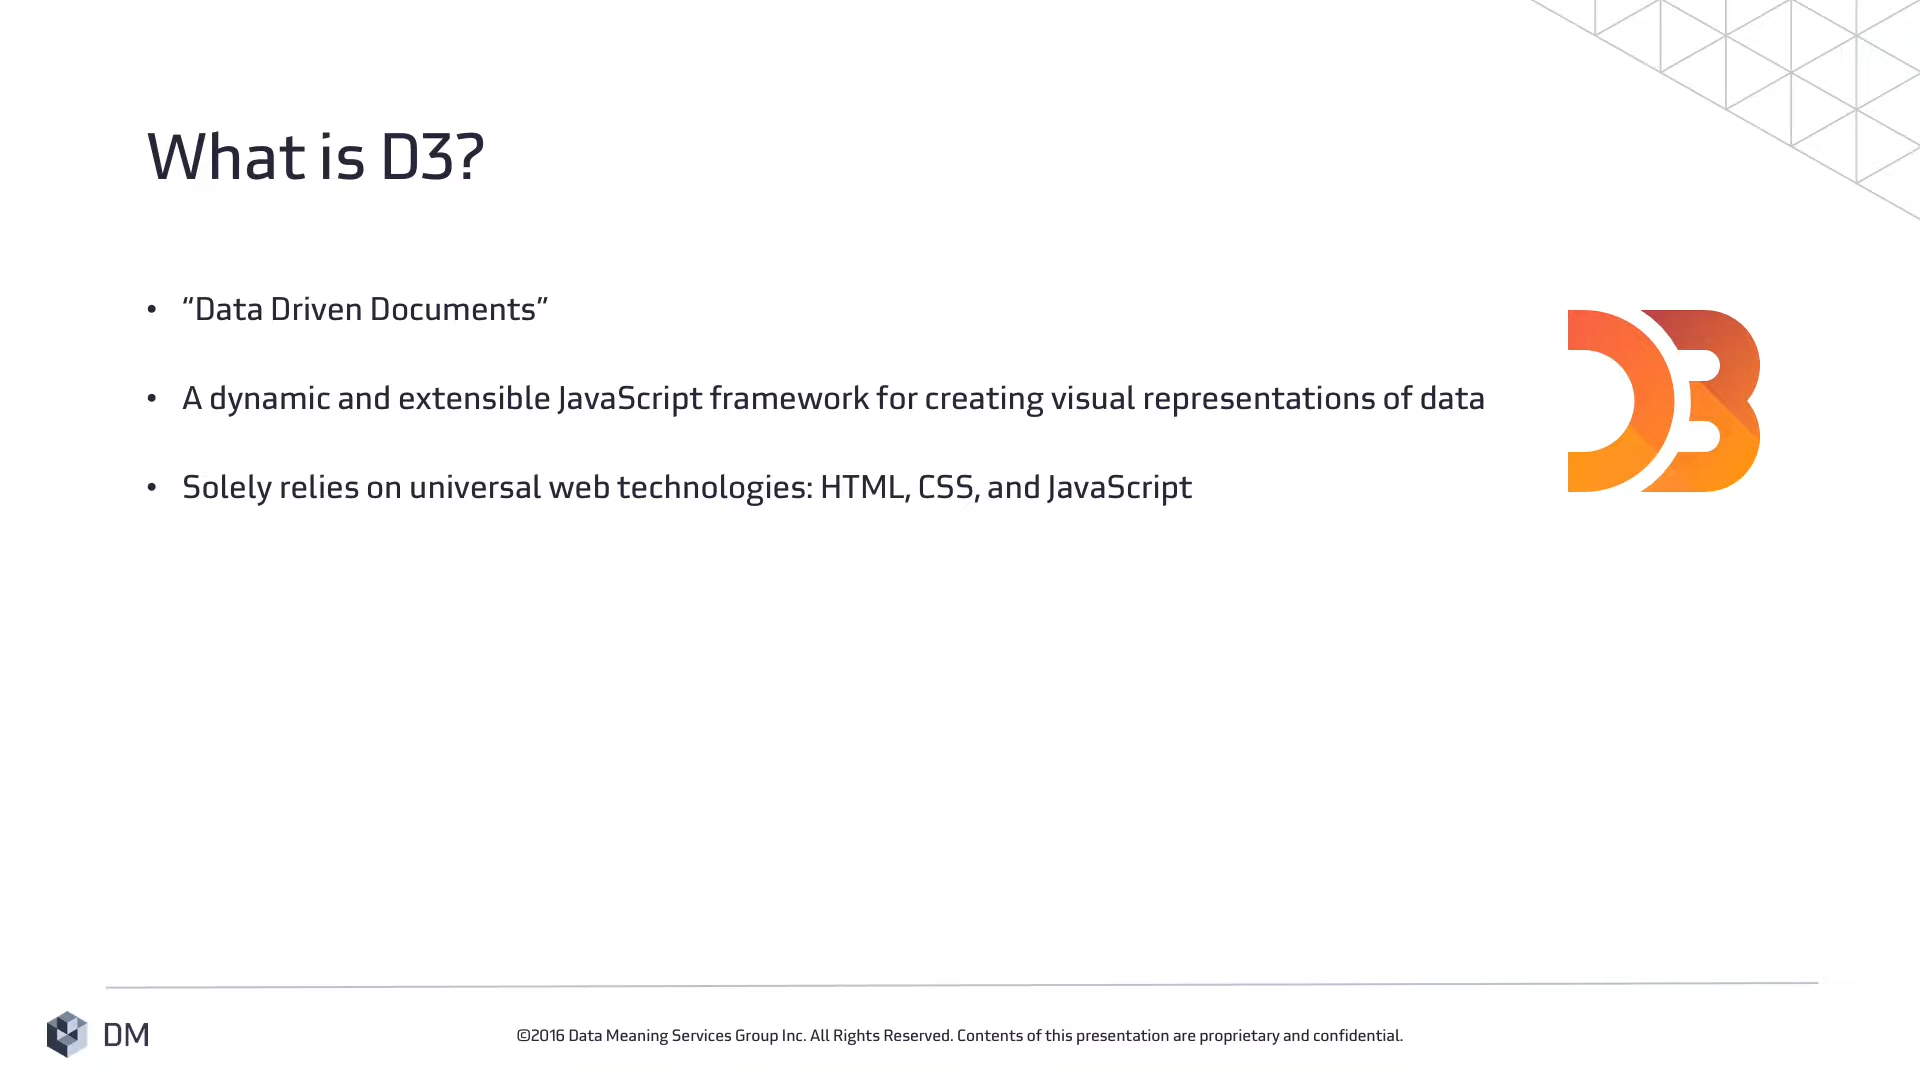 What is D3?
• “Data Driven Documents”
• A dynamic and extensible JavaScript framework for creating visual representations of data
• Solely relies on universal web technologies: HTML, CSS, and JavaScript
D3
DM
©2016 Data Meaning Services Group Inc. All Rights Reserved. Contents of this presentation are proprietary and confidential.